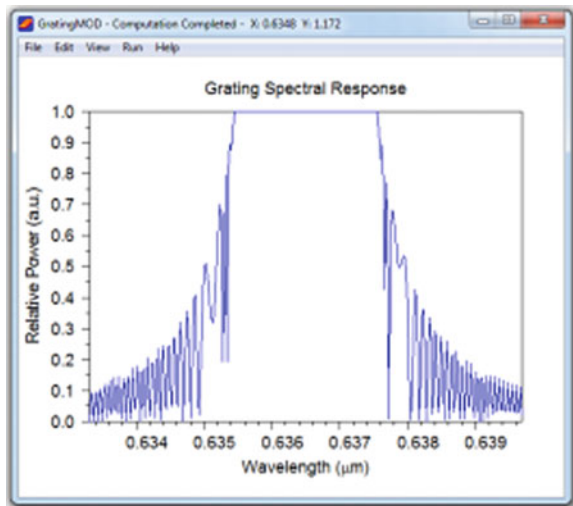 GratingMOD - Computation Completed - X: 0.6348 Y: 1.172
File Edit View Run Help
Grating Spectral Response
1.0
0.9
0.8
0.7
0.6
0.5
0.4
0.3
0.2
0.1
0.0
Relative Power (a.u.)
0.634 0.635 0.636 0.637 0.638 0.639
Wavelength (μm)